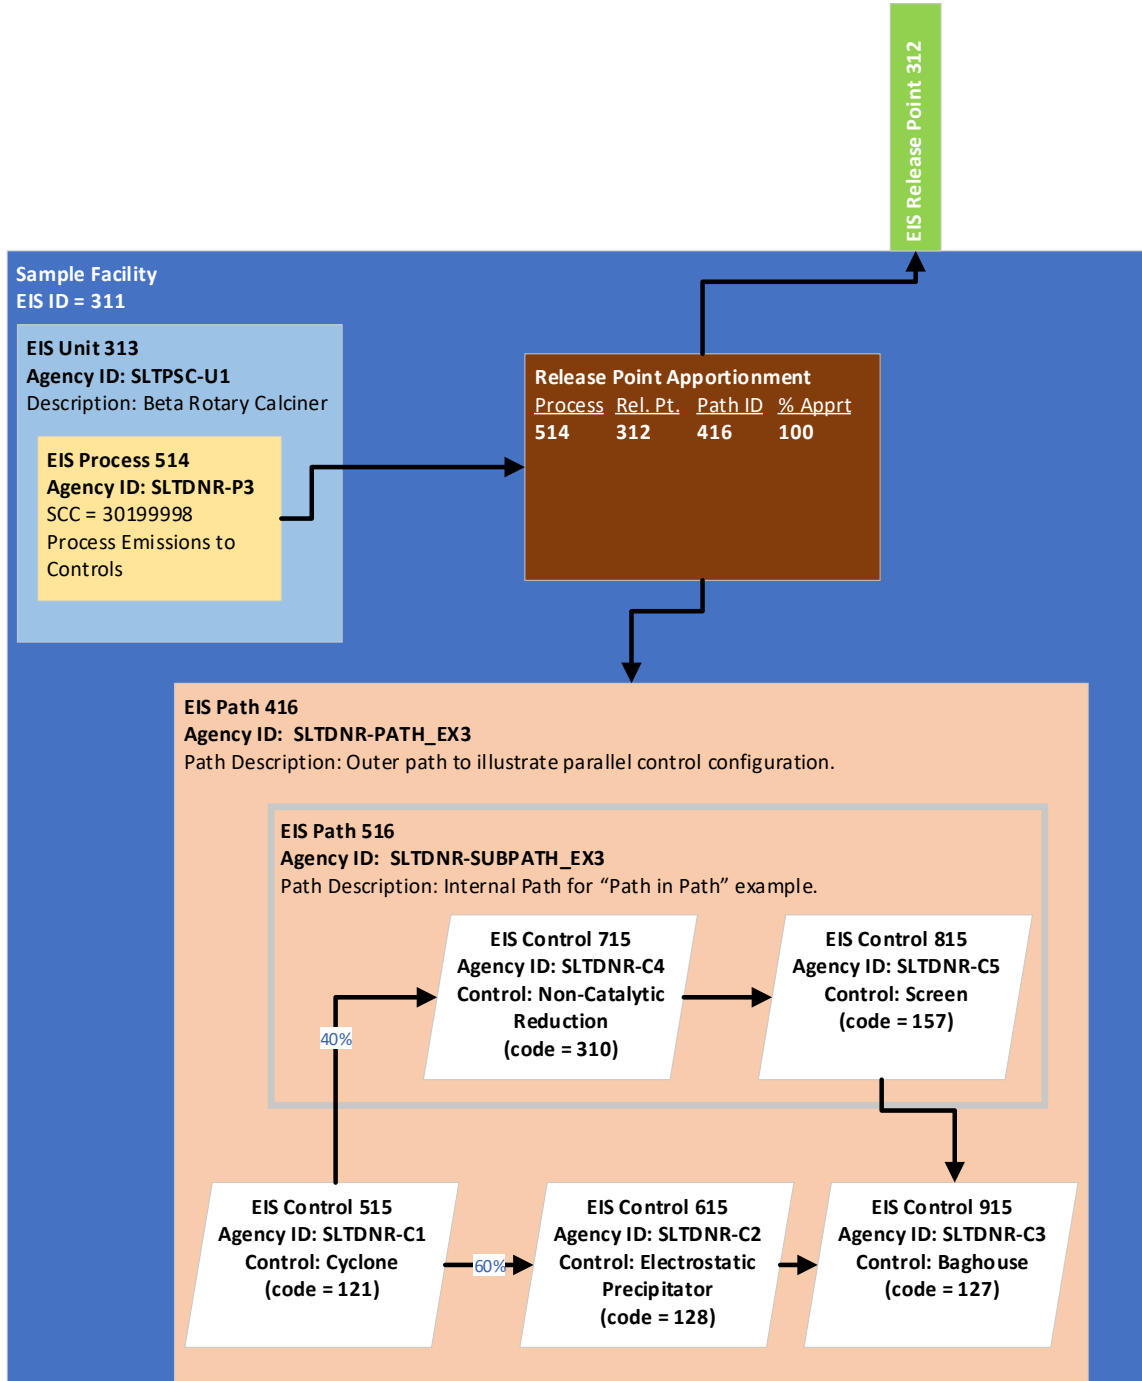 EIS Release Point 312
Sample Facility
EIS ID = 311
EIS Unit 313
Agency ID: SLTPSC-U1
Description: Beta Rotary Calciner
EIS Process 514
Agency ID: SLTDNR-P3
SCC = 30199998
Process Emissions to
Controls
Release Point Apportionment
Process Rel. Pt. Path ID % Apprt
514 312 416 100
EIS Path 416
Agency ID: SLTDNR-PATH_EX3
Path Description: Outer path to illustrate parallel control configuration.
EIS Path 516
Agency ID: SLTDNR-SUBPATH_EX3
Path Description: Internal Path for “Path in Path” example.
EIS Control 715
Agency ID: SLTDNR-C4
Control: Non-Catalytic
Reduction
(code = 310)
EIS Control 815
Agency ID: SLTDNR-C5
Control: Screen
(code = 157)
40%
EIS Control 515
Agency ID: SLTDNR-C1
Control: Cyclone
(code = 121)
60%
EIS Control 615
Agency ID: SLTDNR-C2
Control: Electrostatic
Precipitator
(code = 128)
EIS Control 915
Agency ID: SLTDNR-C3
Control: Baghouse
(code = 127)